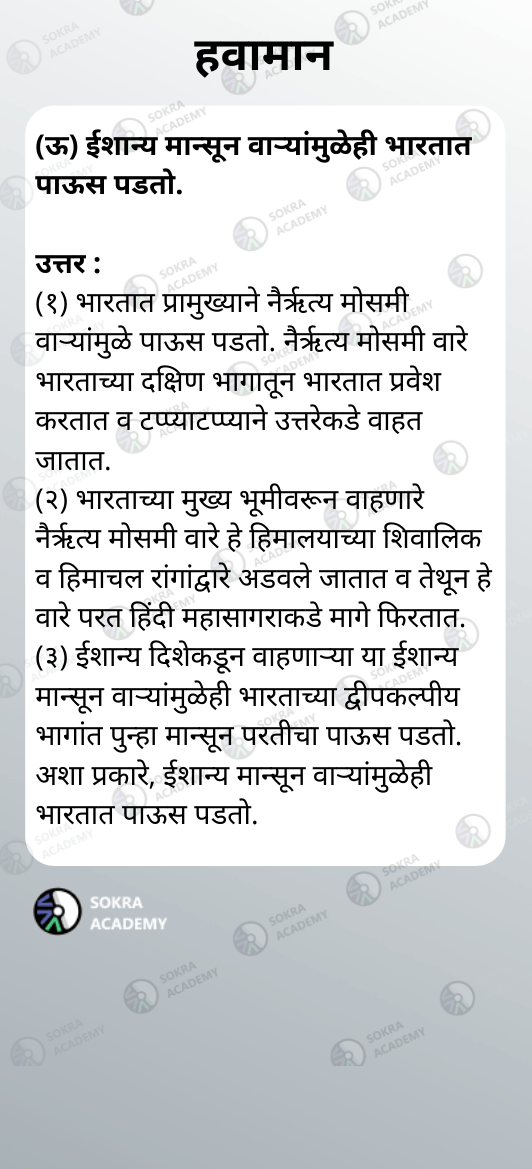 हवामान
(ऊ) ईशान्य मान्सून वाऱ्यांमुळेही भारतात
पाऊस पडतो.
उत्तर :
(१) भारतात प्रामुख्याने नैर्ऋत्य मोसमी
वाऱ्यांमुळे पाऊस पडतो. नैर्ऋत्य मोसमी वारे
भारताच्या दक्षिण भागातून भारतात प्रवेश
करतात व टप्प्याटप्प्याने उत्तरेकडे वाहत
जातात.
(२) भारताच्या मुख्य भूमीवरून वाहणारे
नैर्ऋत्य मोसमी वारे हे हिमालयाच्या शिवालिक
व हिमाचल रांगांद्वारे अडवले जातात व तेथून हे
वारे परत हिंदी महासागराकडे मागे फिरतात.
(३) ईशान्य दिशेकडून वाहणाऱ्या या ईशान्य
मान्सून वाऱ्यांमुळेही भारताच्या द्वीपकल्पीय
भागांत पुन्हा मान्सून परतीचा पाऊस पडतो.
अशा प्रकारे, ईशान्य मान्सून वाऱ्यांमुळेही
भारतात पाऊस पडतो.
SOKRA
ACADEMY